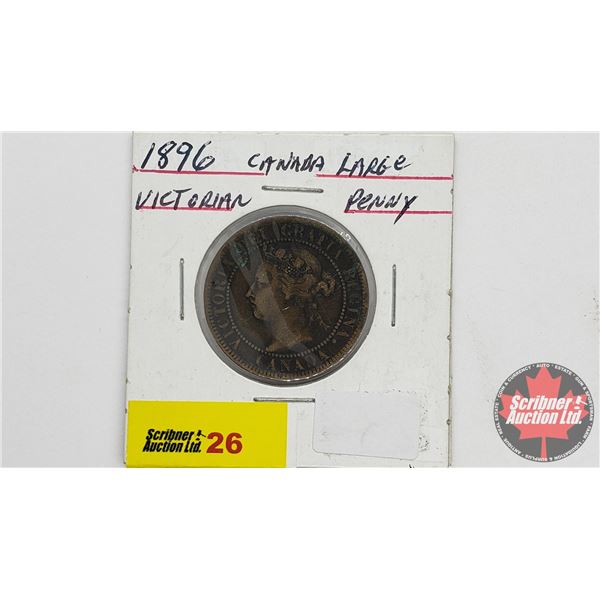 1896 CANADA LARGE
VICTORIAN PENNY
VICTORIA DEI GRATIA REGINA.
CANADA
Scribner
Auction Ltd. 26
Scribner
Auction Ltd.